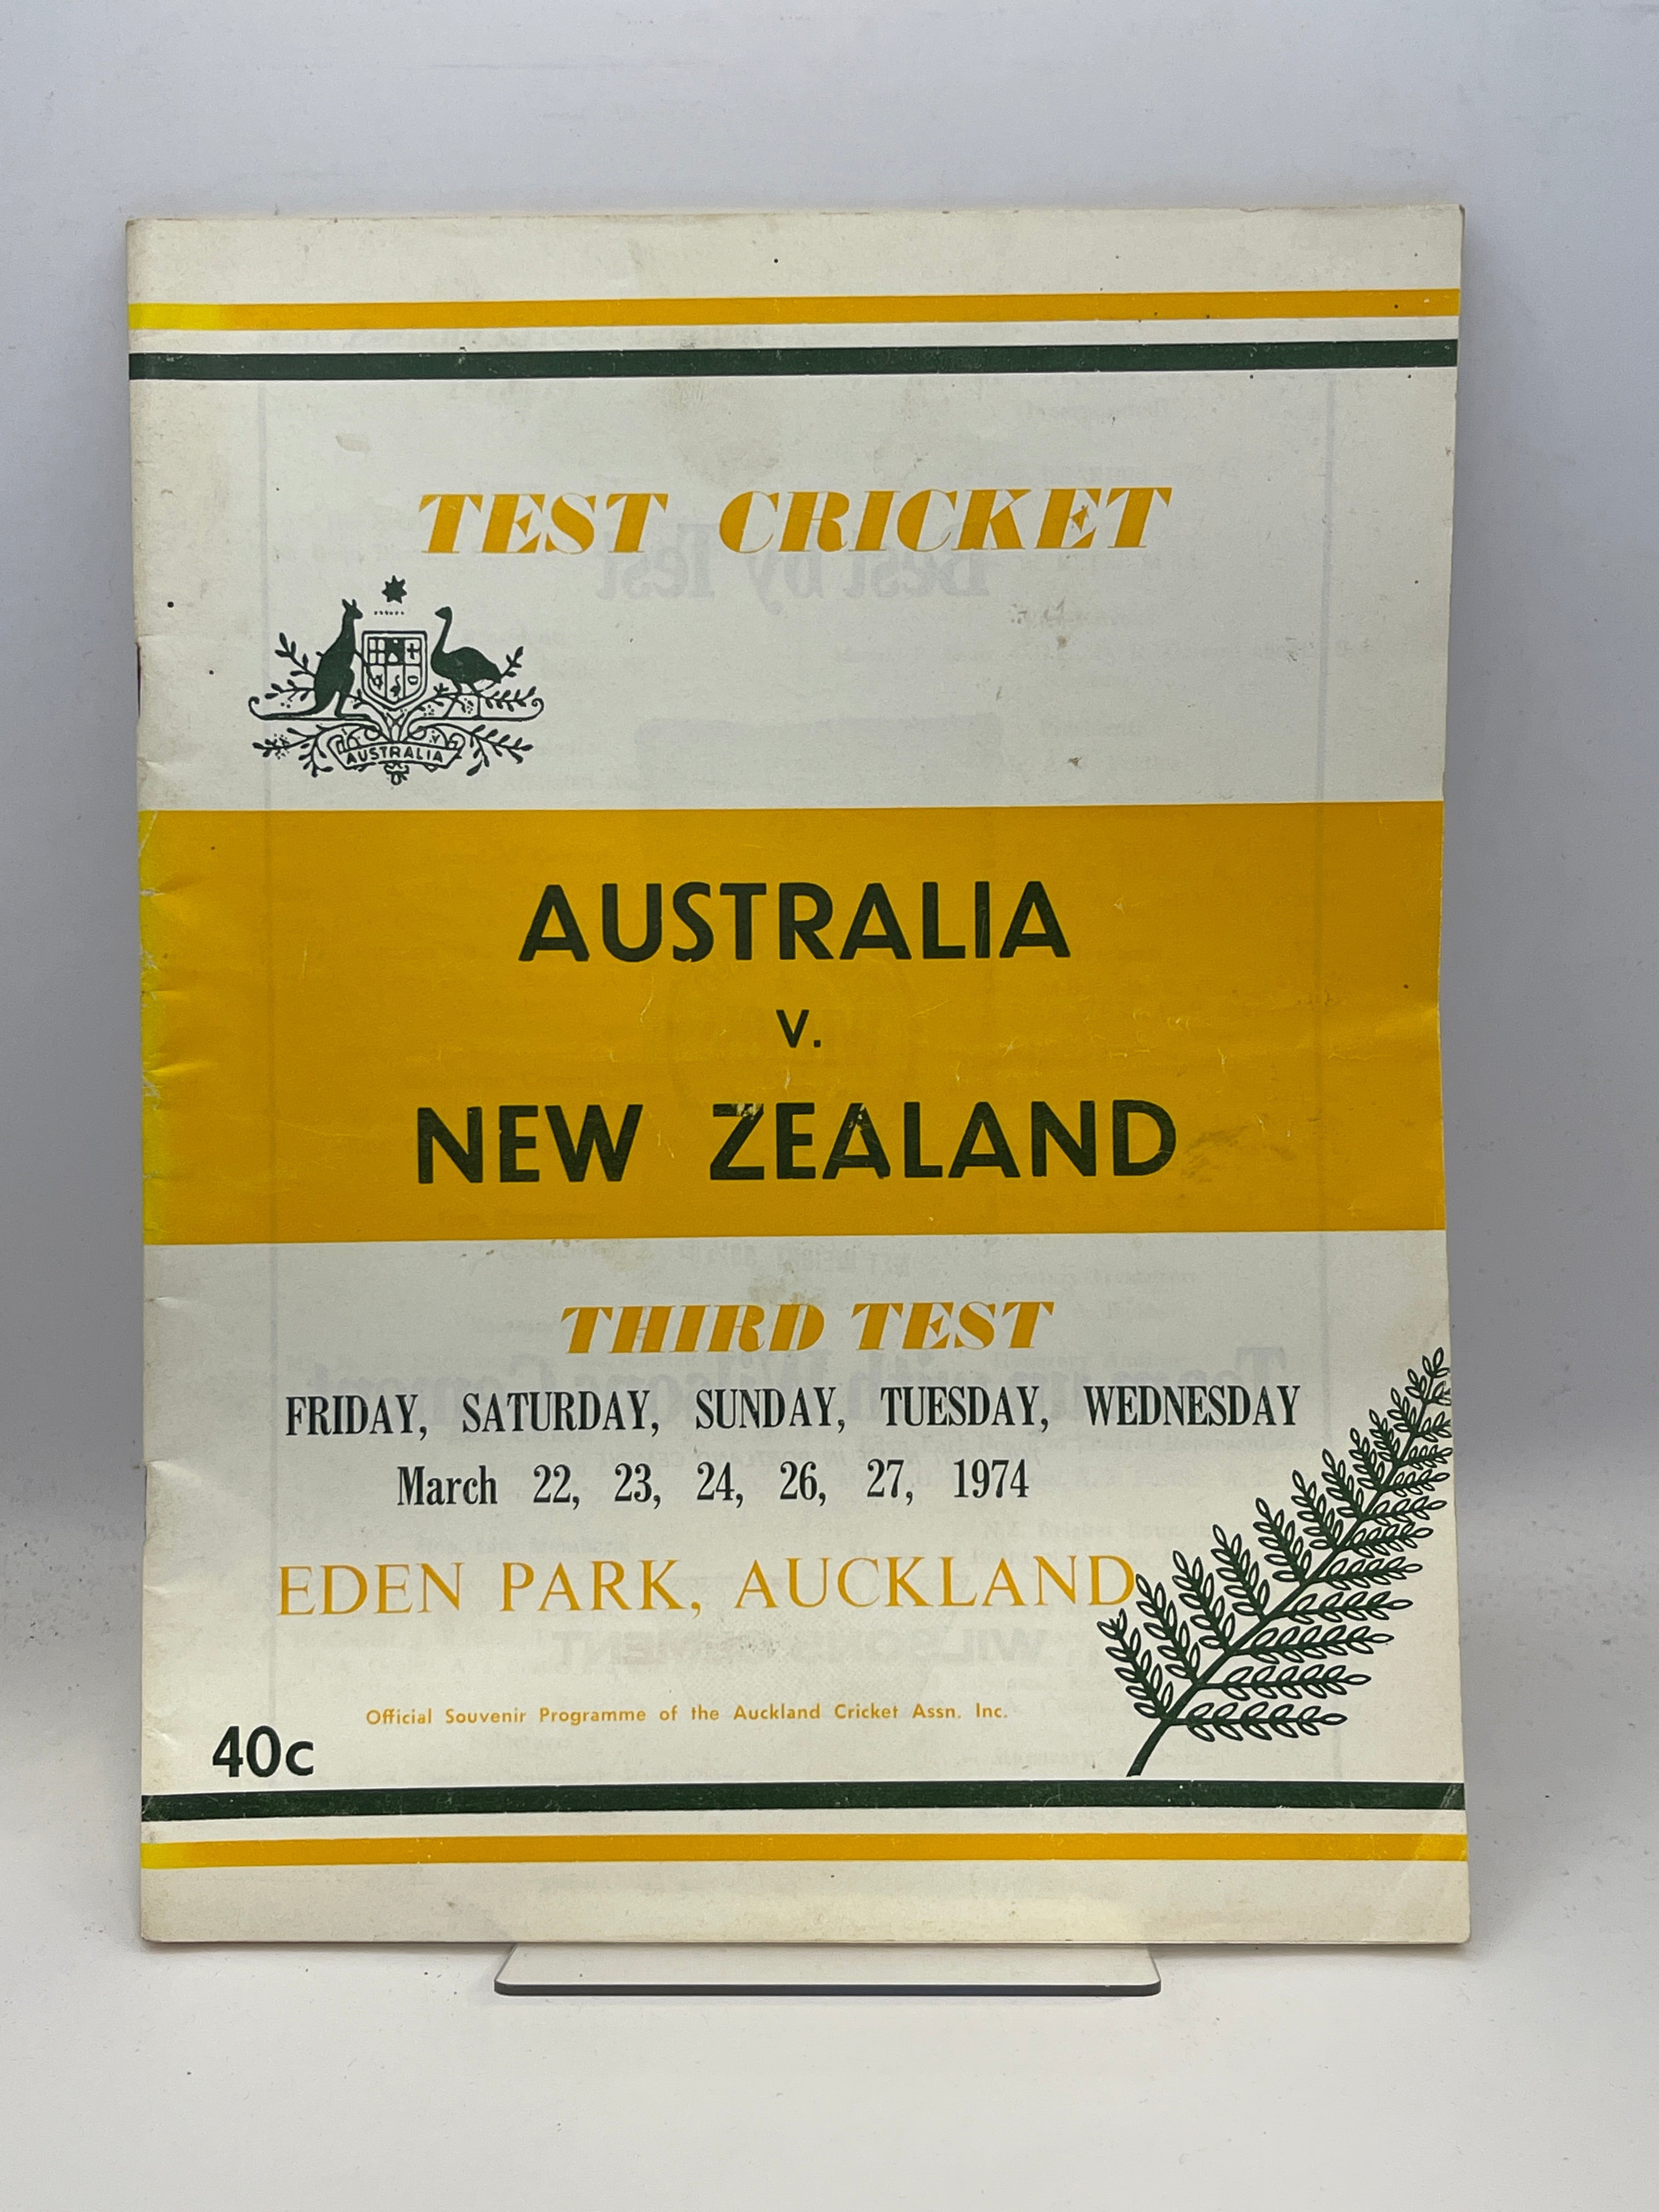 TEST CRICKET
AUSTRALIA
AUSTRALIA
V.
NEW ZEALAND
THIRD TEST
FRIDAY, SATURDAY, SUNDAY, TUESDAY, WEDNESDAY
March 22, 23, 24, 26, 27, 1974
EDEN PARK, AUCKLAND
Official Souvenir Programme of the Auckland Cricket Assn. Inc.
40c